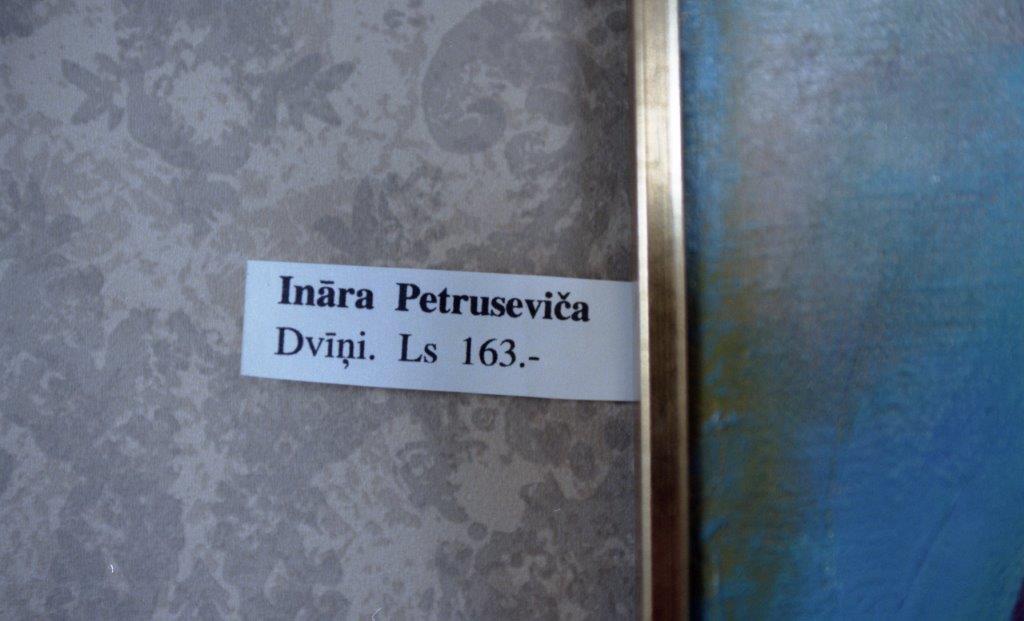 Ināra Petruseviča
Dvīņi. Ls 163.-